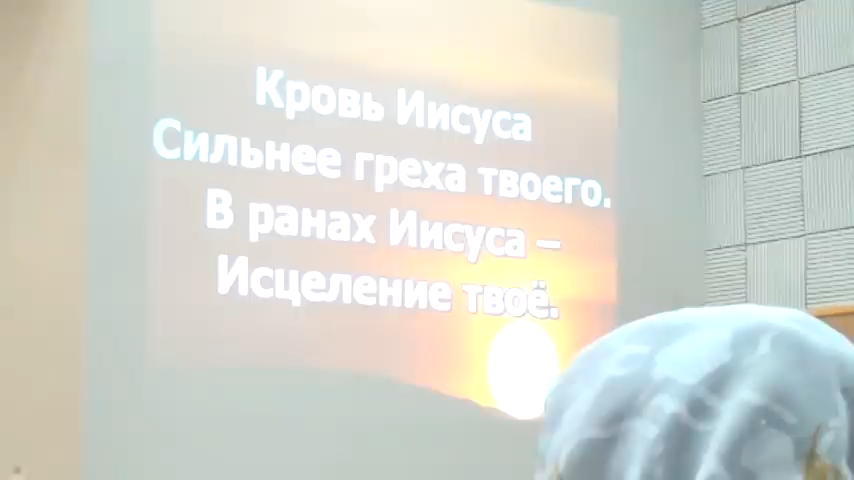 Кровь Иисуса
Сильнее греха твоего.
В ранах Иисуса –
Исцеление твоё.